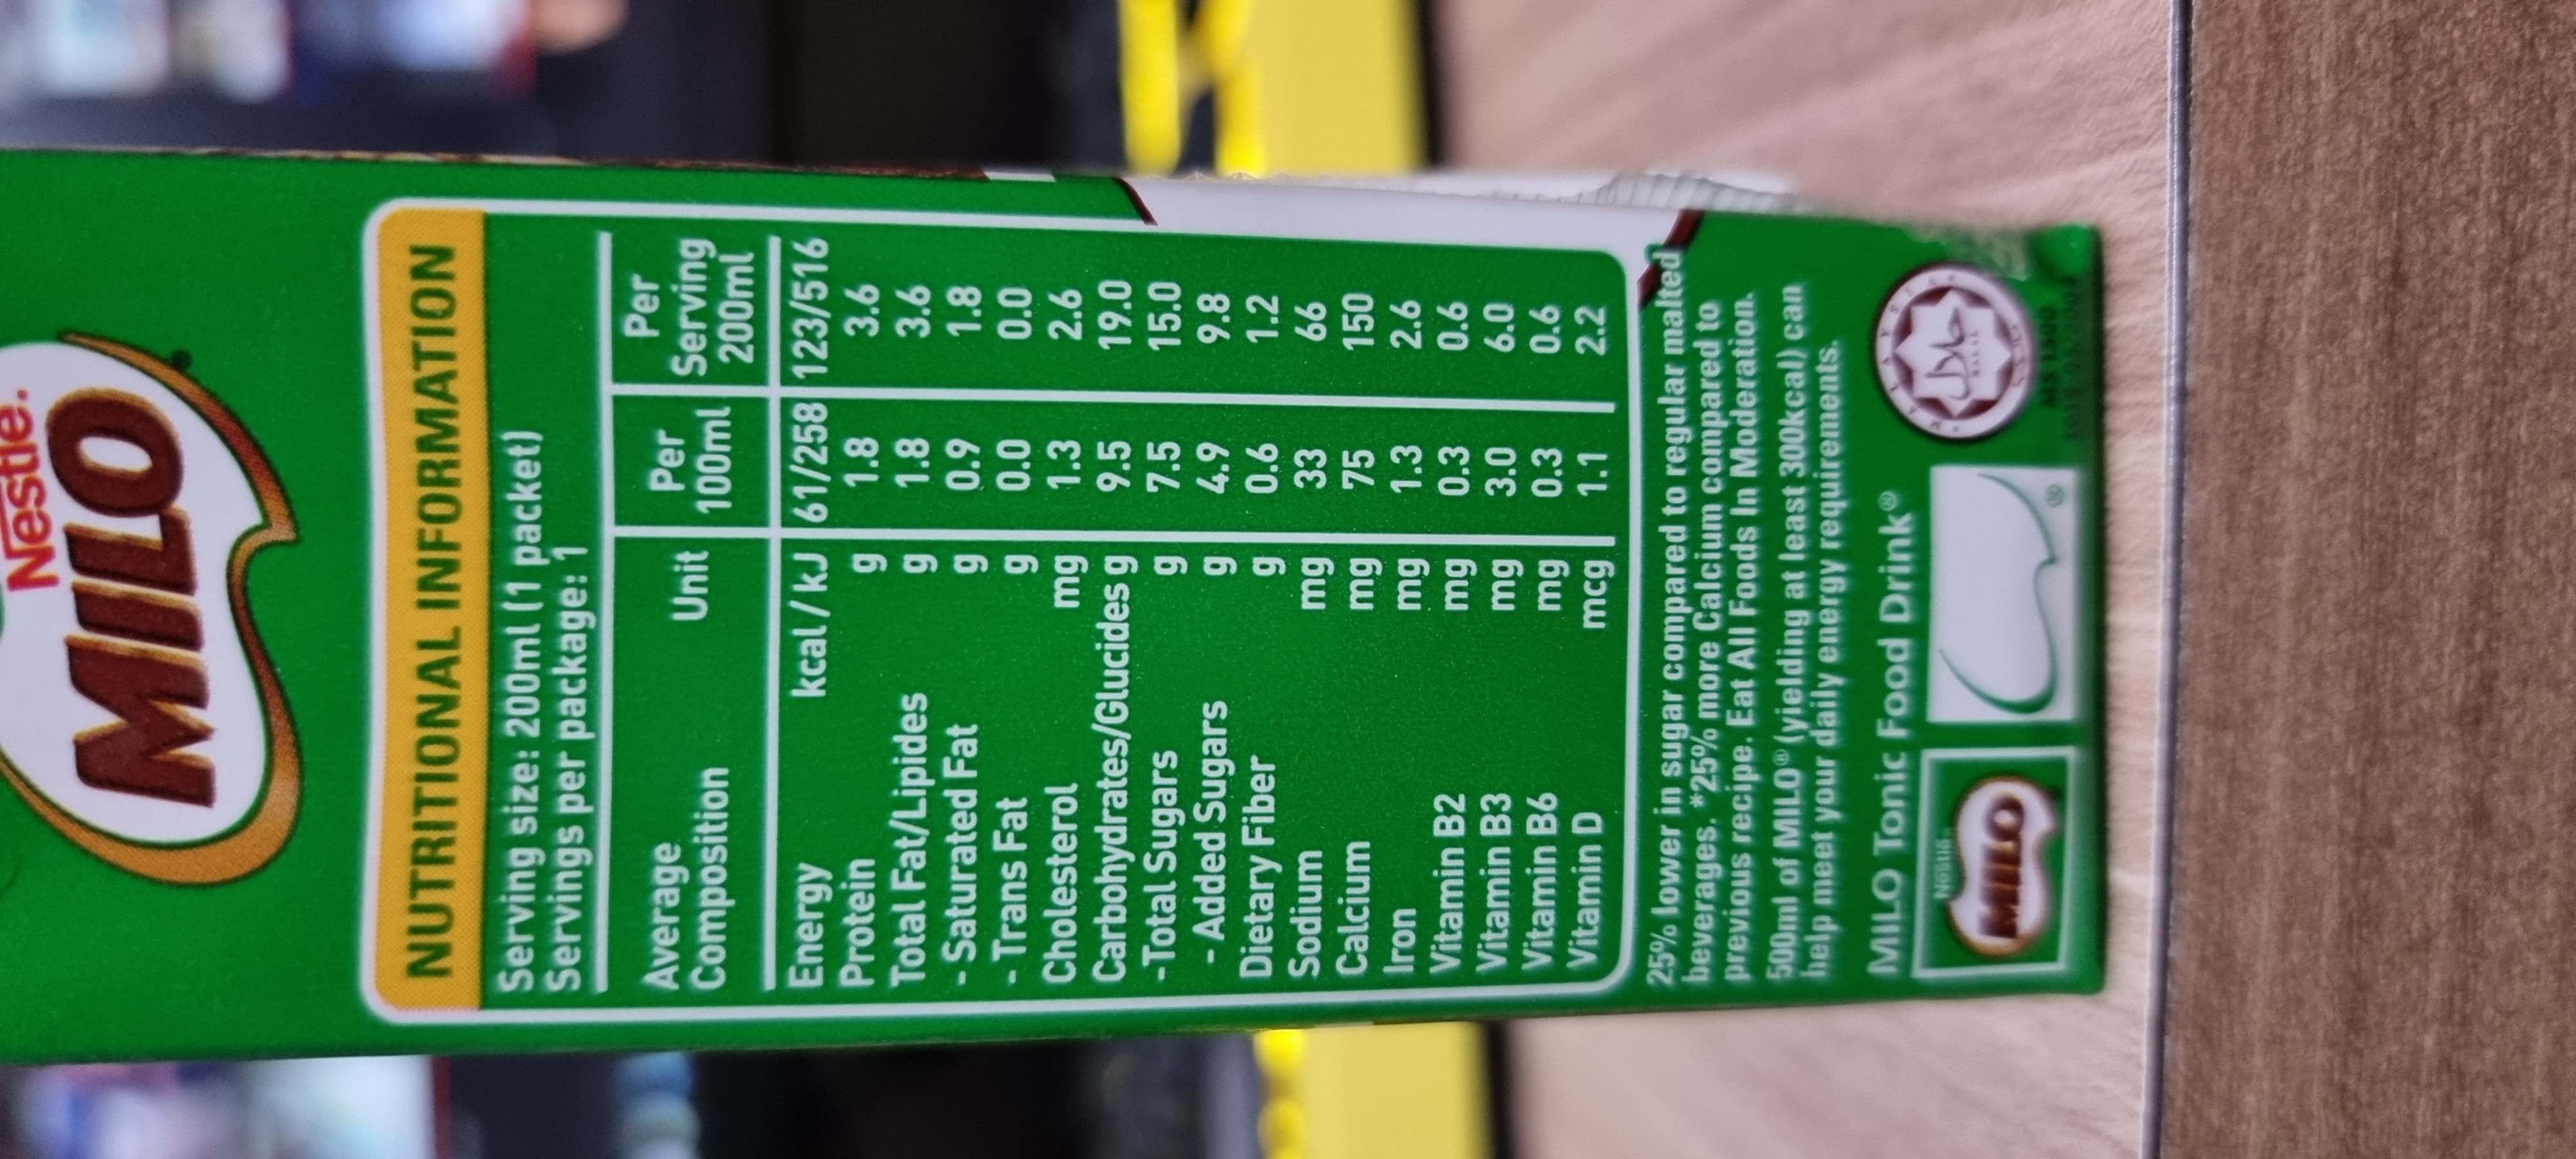 Nestlé.
MILO
NUTRITIONAL INFORMATION
Serving size: 200ml (1 packet)
Servings per package: 1
Average Composition Unit Per 100ml Per Serving 200ml
Energy kcal / kJ 61/258 123/516
Protein g 1.8 3.6
Total Fat/Lipides g 1.8 3.6
- Saturated Fat g 0.9 1.8
- Trans Fat g 0.0 0.0
Cholesterol mg 1.3 2.6
Carbohydrates/Glucides g 9.5 19.0
-Total Sugars g 7.5 15.0
- Added Sugars g 4.9 9.8
Dietary Fiber g 0.6 1.2
Sodium mg 33 66
Calcium mg 75 150
Iron mg 1.3 2.6
Vitamin B2 mg 0.3 0.6
Vitamin B3 mg 3.0 6.0
Vitamin B6 mg 0.3 0.6
Vitamin D mcg 1.1 2.2
25% lower in sugar compared to regular malted
beverages. *25% more Calcium compared to
previous recipe. Eat All Foods In Moderation.
500ml of MILO® (yielding at least 300kcal) can
help meet your daily energy requirements.
MILO Tonic Food Drink®
Nestlé.
MILO
®
MALAYSIA
حلال
HALAL
MS 1500